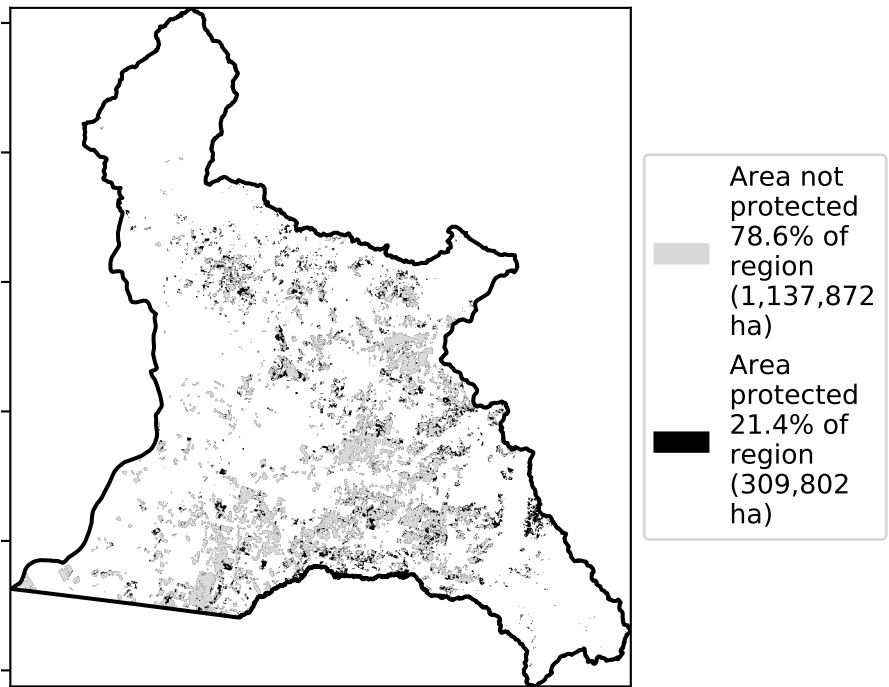 Area not
protected
78.6% of
region
(1,137,872
ha)
Area
protected
21.4% of
region
(309,802
ha)